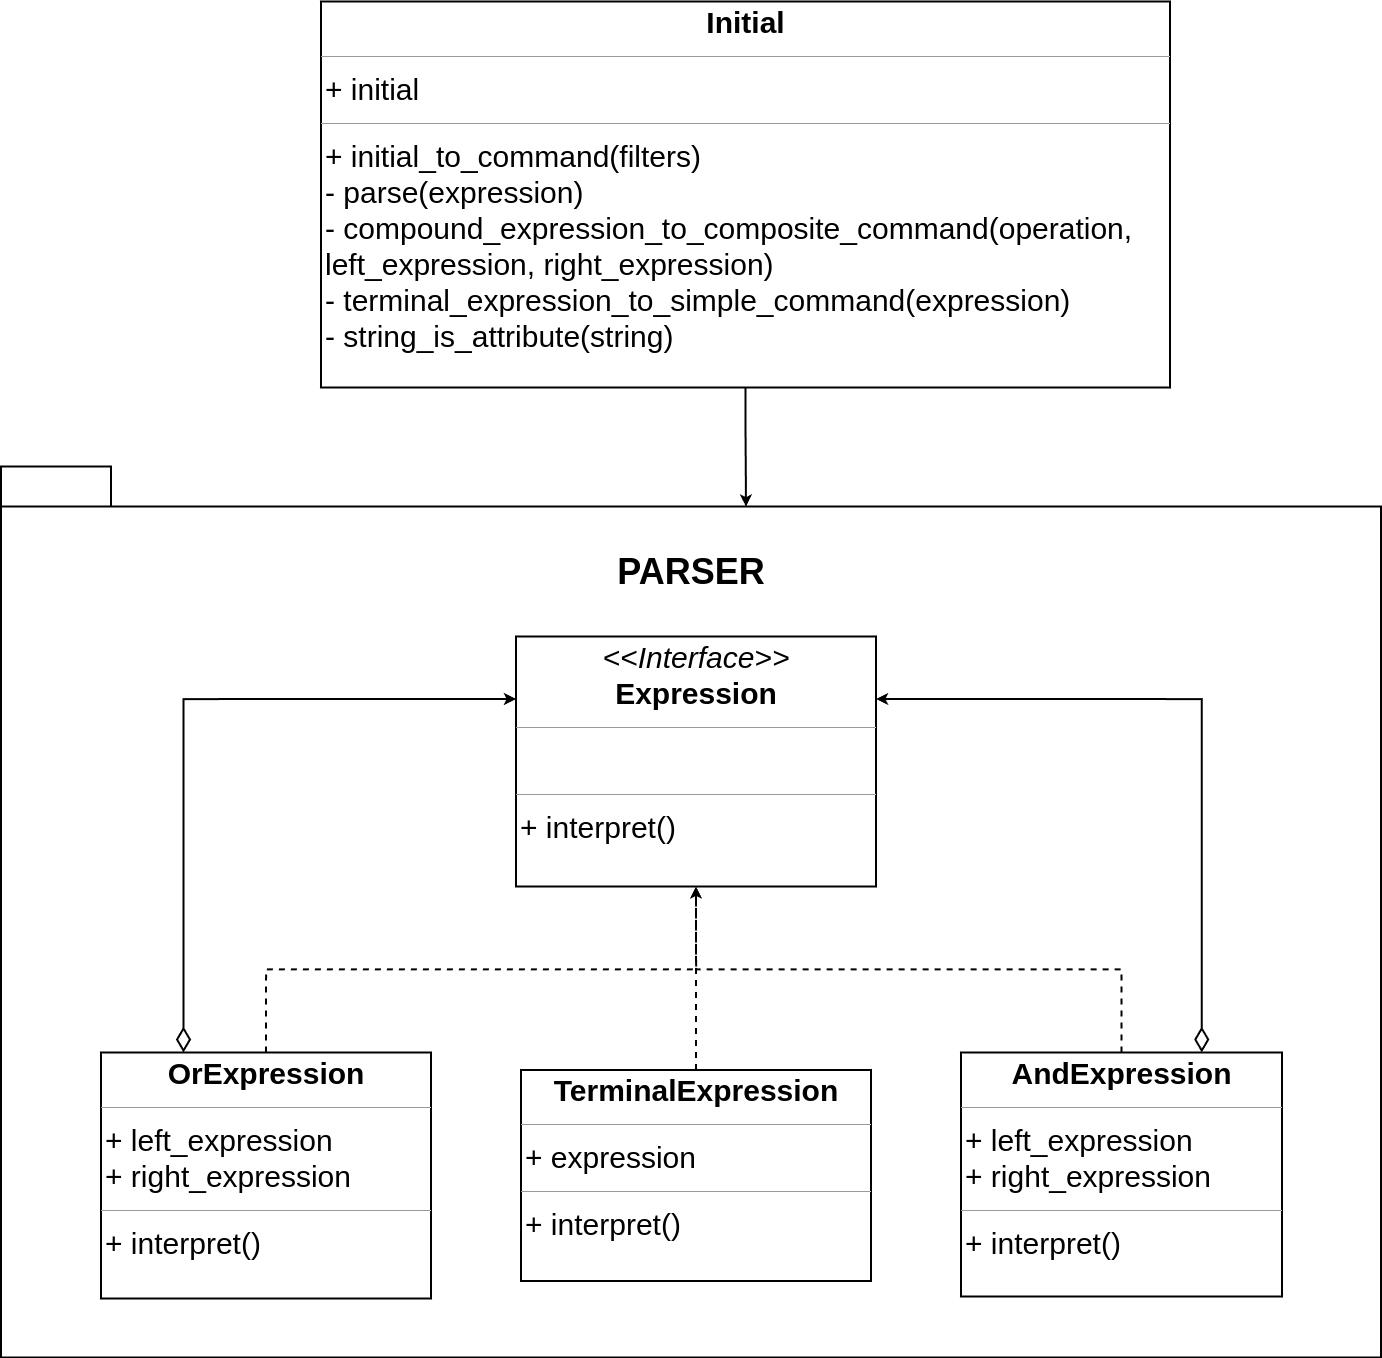 Initial
+ initial
+ initial_to_command(filters)
- parse(expression)
- compound_expression_to_composite_command(operation,
left_expression, right_expression)
- terminal_expression_to_simple_command(expression)
- string_is_attribute(string)
PARSER
<<Interface>>
Expression
+ interpret()
OrExpression
+ left_expression
+ right_expression
+ interpret()
TerminalExpression
+ expression
+ interpret()
AndExpression
+ left_expression
+ right_expression
+ interpret()